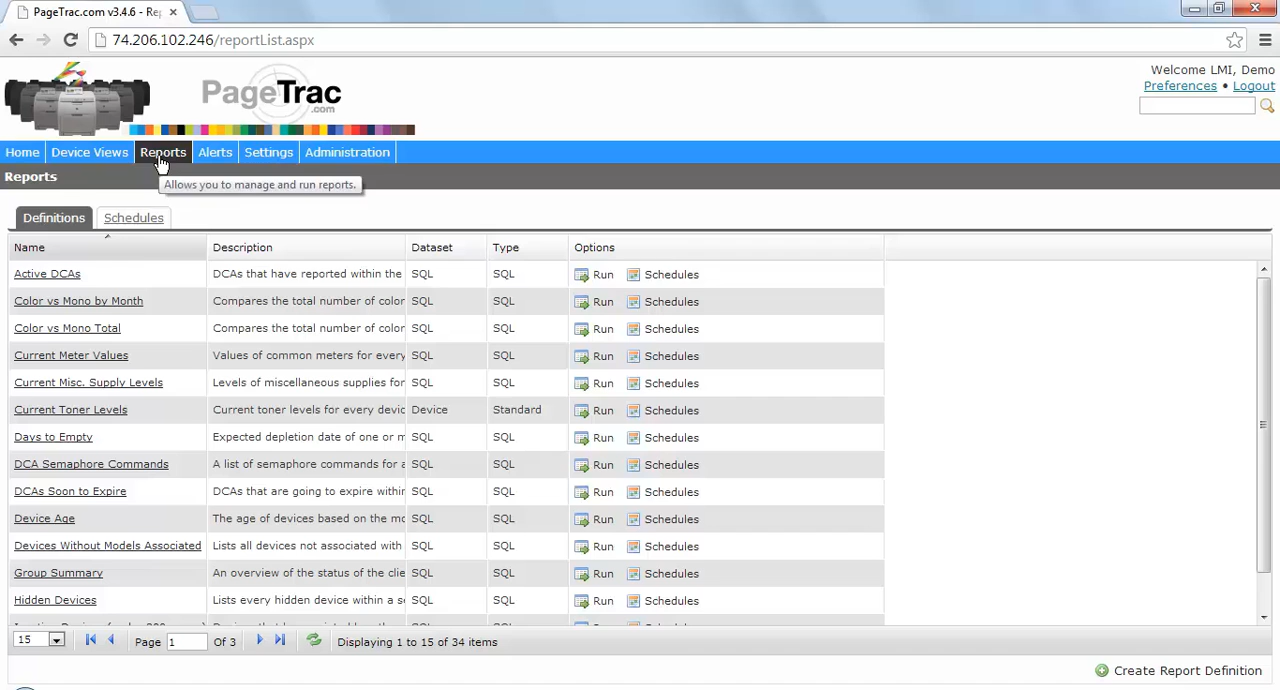 PageTrac.com v3.4.6 - Rep
74.206.102.246/reportList.aspx
PageTrac
.com
Welcome LMI, Demo
Preferences • Logout
Home Device Views Reports Alerts Settings Administration
Reports
Allows you to manage and run reports.
Definitions Schedules
Name Description Dataset Type Options
Active DCAs DCAs that have reported within the SQL SQL Run Schedules
Color vs Mono by Month Compares the total number of color SQL SQL Run Schedules
Color vs Mono Total Compares the total number of color SQL SQL Run Schedules
Current Meter Values Values of common meters for every SQL SQL Run Schedules
Current Misc. Supply Levels Levels of miscellaneous supplies for SQL SQL Run Schedules
Current Toner Levels Current toner levels for every devic Device Standard Run Schedules
Days to Empty Expected depletion date of one or m SQL SQL Run Schedules
DCA Semaphore Commands A list of semaphore commands for a SQL SQL Run Schedules
DCAs Soon to Expire DCAs that are going to expire within SQL SQL Run Schedules
Device Age The age of devices based on the mo SQL SQL Run Schedules
Devices Without Models Associated Lists all devices not associated with SQL SQL Run Schedules
Group Summary An overview of the status of the clie SQL SQL Run Schedules
Hidden Devices Lists every hidden device within a se SQL SQL Run Schedules
15 Page 1 Of 3 Displaying 1 to 15 of 34 items
Create Report Definition